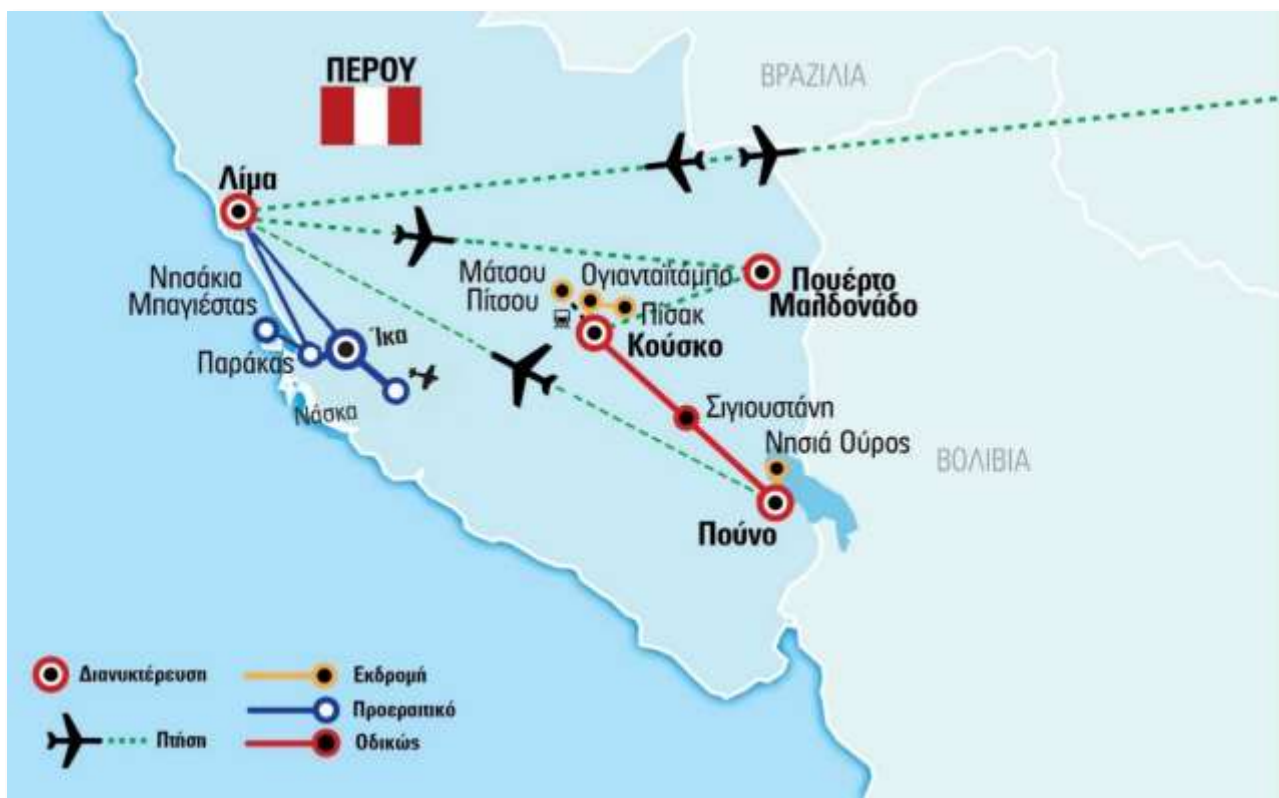 ΠΕΡΟΥ
ΒΡΑΖΙΛΙΑ
Λίμα
Νησάκια
Μπαγιέστας
Μάτσου
Πίτσου
Ογιανταϊτάμπο
Πίσακ
Πουέρτο
Μαλδονάδο
Ίκα
Κούσκο
Παράκας
Νάσκα
Σιγιουστάνη
Νησιά Ούρος
ΒΟΛΙΒΙΑ
Πούνο
Διανυκτέρευση
Εκδρομή
Προεραιτικό
Πτήση
Οδικώς